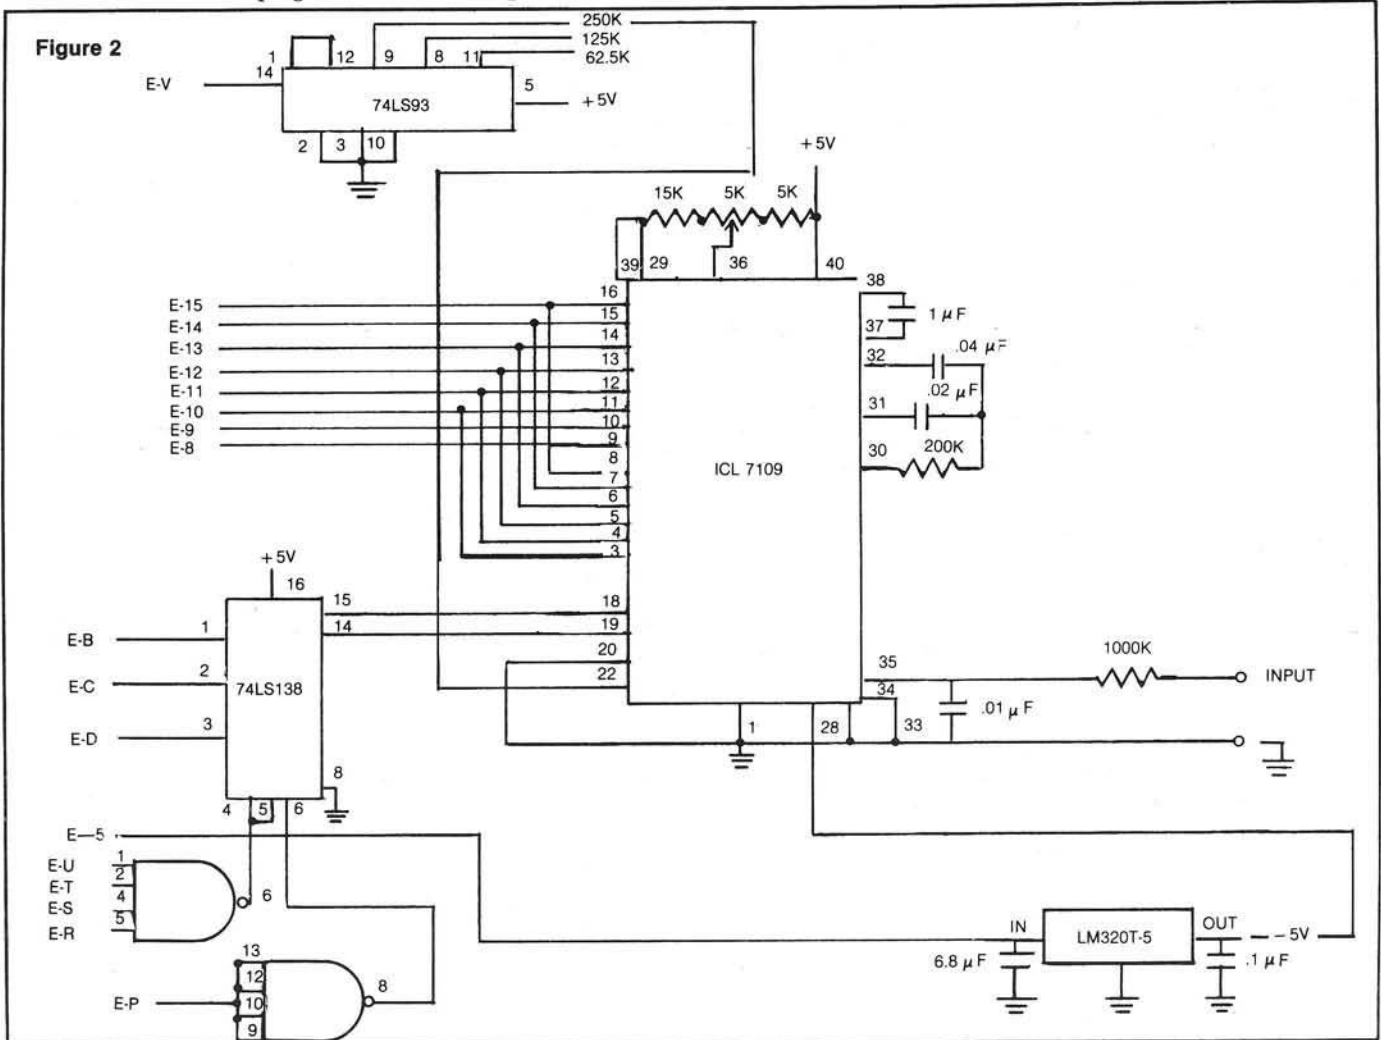 Figure 2
250K
125K
62.5K
1
12
9
8
11
14
E-V
74LS93
5
+5V
2
3
10
+5V
15K
5K
5K
39
29
36
40
38
37
1 µF
32
.04 µF
.02 µF
31
30
200K
ICL 7109
E-15
E-14
E-13
E-12
E-11
E-10
E-9
E-8
16
15
14
13
12
11
10
9
8
7
6
5
4
3
+5V
16
15
14
18
19
20
22
E-B
1
E-C
2
74LS138
E-D
3
8
4
5
6
35
34
33
1000K
INPUT
.01 µF
1
28
E—5
E-U
1
E-T
2
E-S
4
E-R
5
6
13
12
E-P
10
9
8
IN
LM320T-5
OUT
−5V
6.8 µF
.1 µF